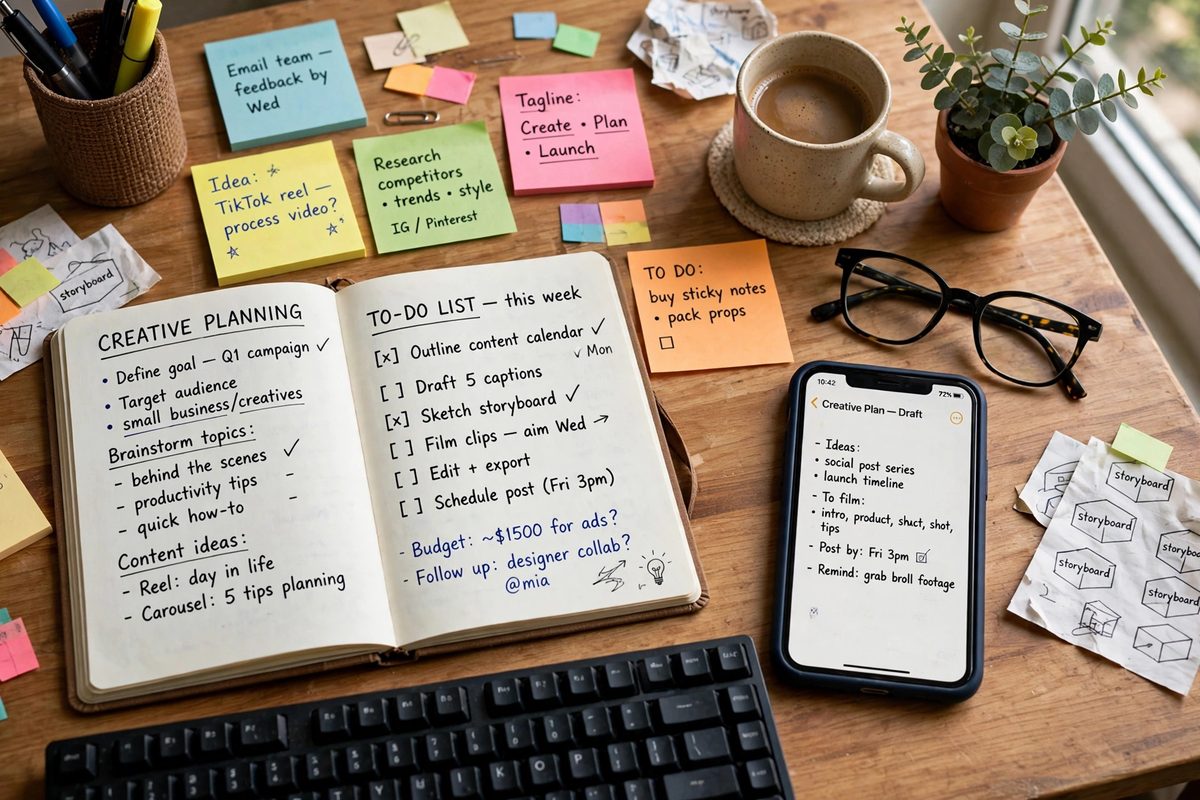 Email team —
feedback by
Wed
Tagline:
Create • Plan
• Launch
Idea:
TikTok reel —
process video?
Research
competitors
• trends • style
IG / Pinterest
TO DO:
buy sticky notes
• pack props
storyboard
storyboard
CREATIVE PLANNING
• Define goal — Q1 campaign ✓
• Target audience
• small business/creatives
Brainstorm topics:
- behind the scenes ✓
- productivity tips -
- quick how-to -
Content ideas:
- Reel: day in life
- Carousel: 5 tips planning
TO-DO LIST — this week
[x] Outline content calendar ✓
✓ Mon
[ ] Draft 5 captions
[x] Sketch storyboard ✓
[ ] Film clips — aim Wed →
[ ] Edit + export
[ ] Schedule post (Fri 3pm)
- Budget: ~$1500 for ads?
- Follow up: designer collab?
@mia
10:42 72%
Creative Plan — Draft
- Ideas:
• social post series
• launch timeline
- To film:
• intro, product, shuct, shot,
tips
- Post by: Fri 3pm ☑
- Remind: grab broll footage
storyboard
storyboard
storyboard
storyboard
storyboard
K O P